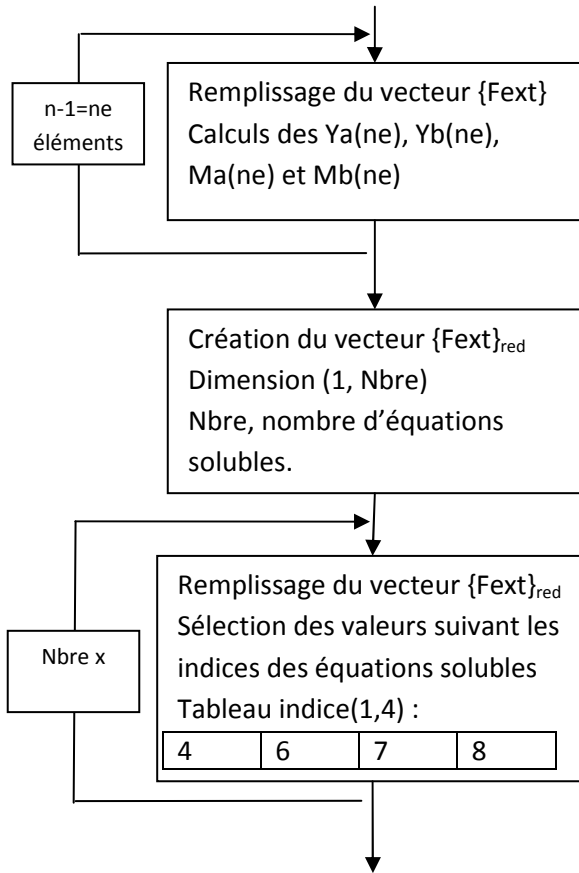 n-1=ne
éléments
Remplissage du vecteur {Fext}
Calculs des Ya(ne), Yb(ne),
Ma(ne) et Mb(ne)
Création du vecteur {Fext}red
Dimension (1, Nbre)
Nbre, nombre d’équations
solubles.
Nbre x
Remplissage du vecteur {Fext}red
Sélection des valeurs suivant les
indices des équations solubles
Tableau indice(1,4) :
4 6 7 8